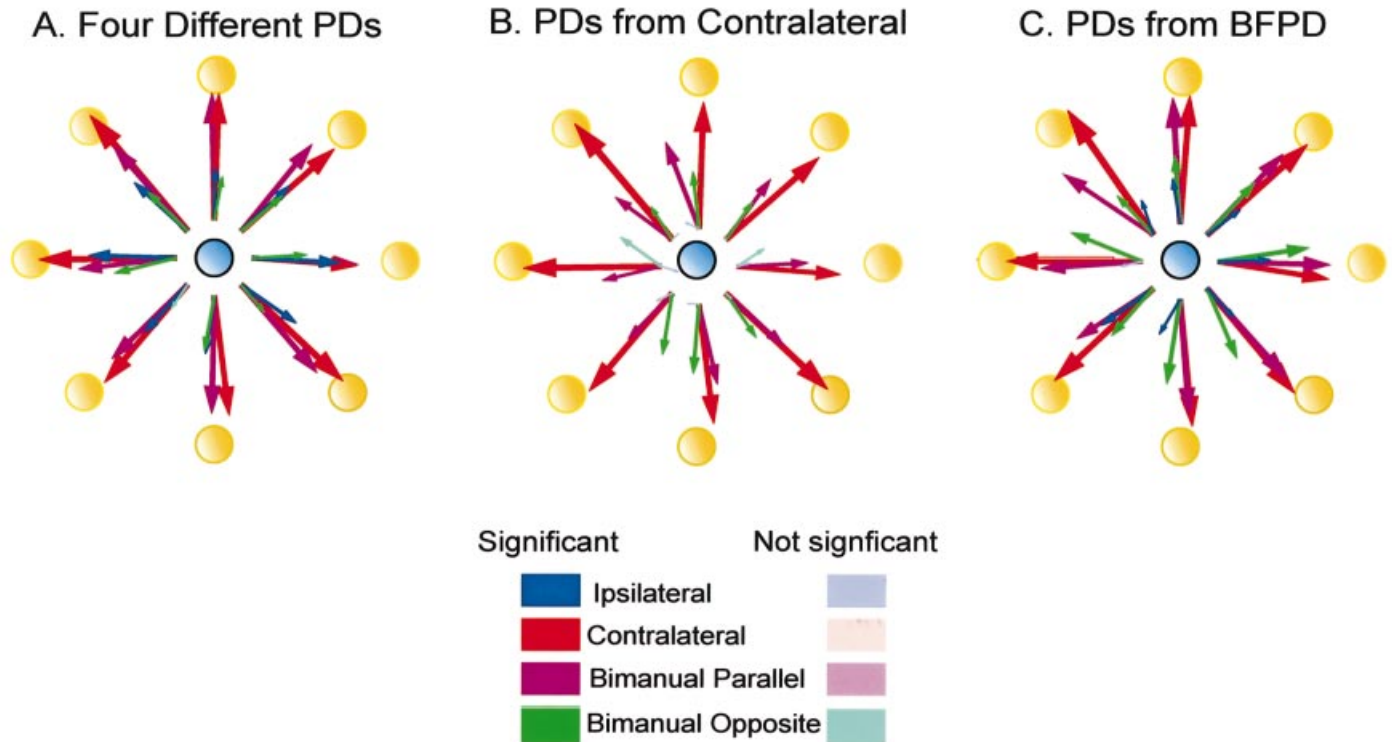 A. Four Different PDs
B. PDs from Contralateral
C. PDs from BFPD
Significant
Not signficant
Ipsilateral
Contralateral
Bimanual Parallel
Bimanual Opposite